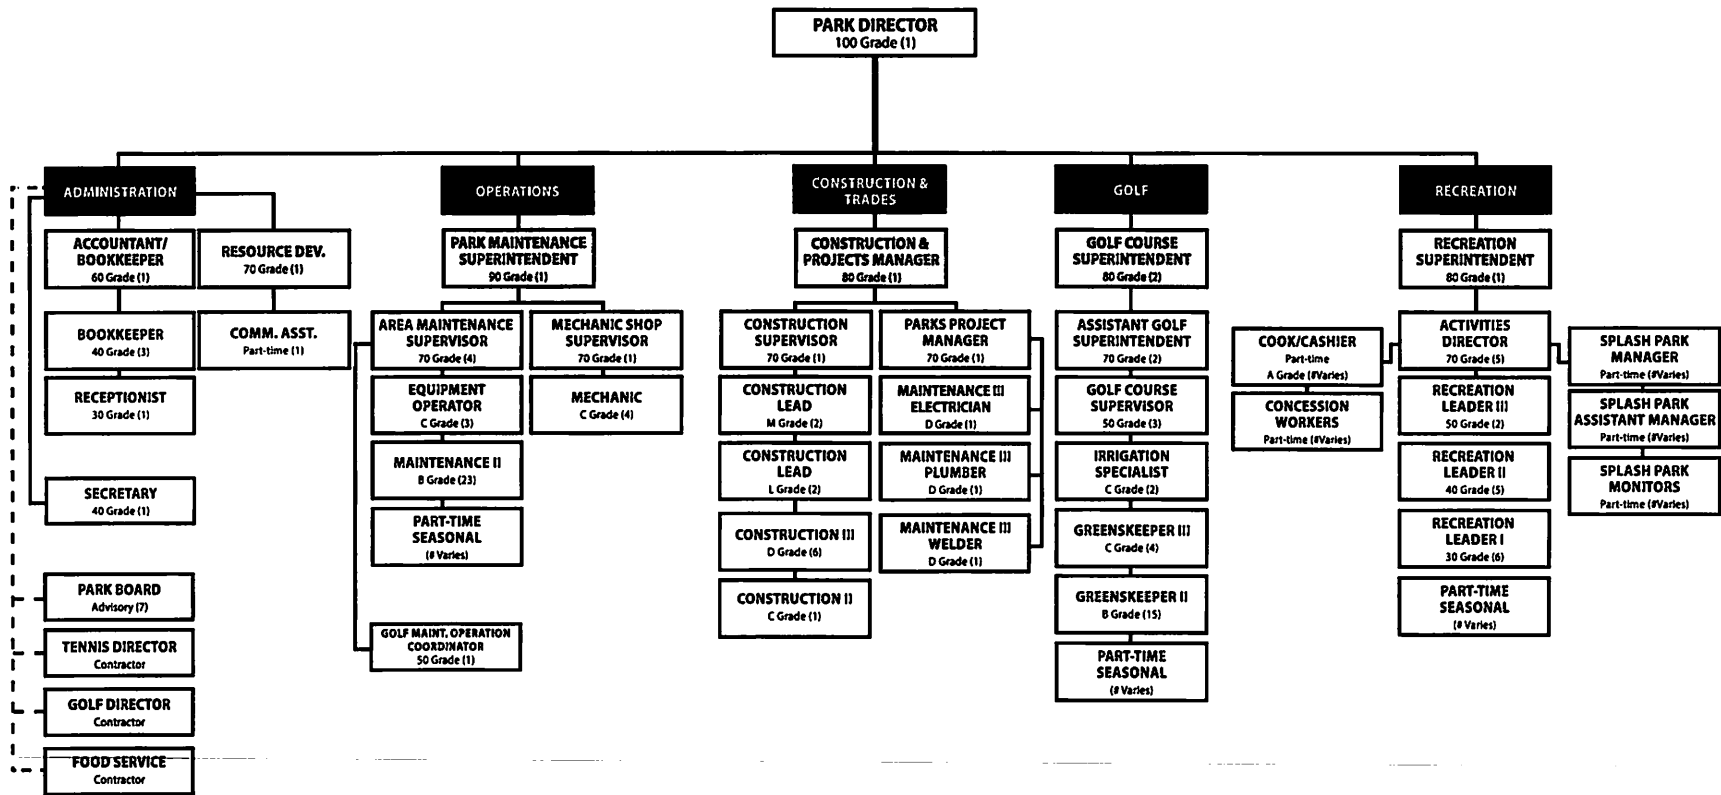 PARK DIRECTOR
100 Grade (1)
ADMINISTRATION
ACCOUNTANT/
BOOKKEEPER
60 Grade (1)
RESOURCE DEV.
70 Grade (1)
BOOKKEEPER
40 Grade (3)
COMM. ASST.
Part-time (1)
RECEPTIONIST
30 Grade (1)
SECRETARY
40 Grade (1)
PARK BOARD
Advisory (7)
TENNIS DIRECTOR
Contractor
GOLF DIRECTOR
Contractor
FOOD SERVICE
Contractor
OPERATIONS
PARK MAINTENANCE
SUPERINTENDENT
90 Grade (1)
AREA MAINTENANCE
SUPERVISOR
70 Grade (4)
MECHANIC SHOP
SUPERVISOR
70 Grade (1)
EQUIPMENT
OPERATOR
C Grade (3)
MECHANIC
C Grade (4)
MAINTENANCE II
B Grade (23)
PART-TIME
SEASONAL
(# Varies)
GOLF MAINT. OPERATION
COORDINATOR
50 Grade (1)
CONSTRUCTION &
TRADES
CONSTRUCTION &
PROJECTS MANAGER
80 Grade (1)
CONSTRUCTION
SUPERVISOR
70 Grade (1)
PARKS PROJECT
MANAGER
70 Grade (1)
CONSTRUCTION
LEAD
M Grade (2)
MAINTENANCE III
ELECTRICIAN
D Grade (1)
CONSTRUCTION
LEAD
L Grade (2)
MAINTENANCE III
PLUMBER
D Grade (1)
CONSTRUCTION III
D Grade (6)
MAINTENANCE III
WELDER
D Grade (1)
CONSTRUCTION II
C Grade (1)
GOLF
GOLF COURSE
SUPERINTENDENT
80 Grade (2)
ASSISTANT GOLF
SUPERINTENDENT
70 Grade (2)
GOLF COURSE
SUPERVISOR
50 Grade (3)
IRRIGATION
SPECIALIST
C Grade (2)
GREENSKEEPER III
C Grade (4)
GREENSKEEPER II
B Grade (15)
PART-TIME
SEASONAL
(# Varies)
RECREATION
RECREATION
SUPERINTENDENT
80 Grade (1)
COOK/CASHIER
Part-time
A Grade (#Varies)
CONCESSION
WORKERS
Part-time (#Varies)
ACTIVITIES
DIRECTOR
70 Grade (5)
RECREATION
LEADER III
50 Grade (2)
RECREATION
LEADER II
40 Grade (5)
RECREATION
LEADER I
30 Grade (6)
PART-TIME
SEASONAL
(# Varies)
SPLASH PARK
MANAGER
Part-time (#Varies)
SPLASH PARK
ASSISTANT MANAGER
Part-time (#Varies)
SPLASH PARK
MONITORS
Part-time (#Varies)